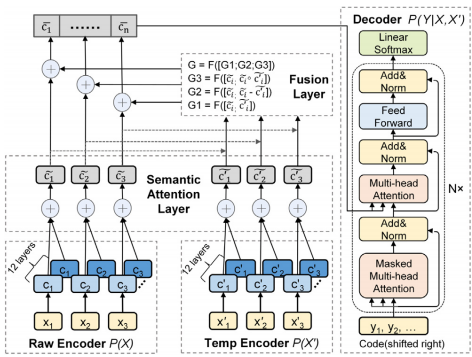 c̄₁ ...... c̄ₙ
G = F([G1;G2;G3])
G3 = F([c̃ᵢ; c̃ᵢ∘c̃'ᵢ])
G2 = F([c̃ᵢ; c̃ᵢ - c̃'ᵢ])
G1 = F([c̃ᵢ; c̃'ᵢ])
Fusion
Layer
c̃₁ c̃₂ c̃₃ c̃'₁ c̃'₂ c̃'₃
Semantic
Attention
Layer
12 layers
c₁ c₂ c₃
c₁ c₂ c₃ ...
x₁ x₂ x₃
Raw Encoder P(X)
12 layers
c'₁ c'₂ c'₃
c'₁ c'₂ c'₃ ...
x'₁ x'₂ x'₃
Temp Encoder P(X')
Decoder P(Y|X, X')
Linear
Softmax
Add&
Norm
Feed
Forward
Add&
Norm
N×
Multi-head
Attention
Add&
Norm
Masked
Multi-head
Attention
y₁, y₂, ...
Code(shifted right)